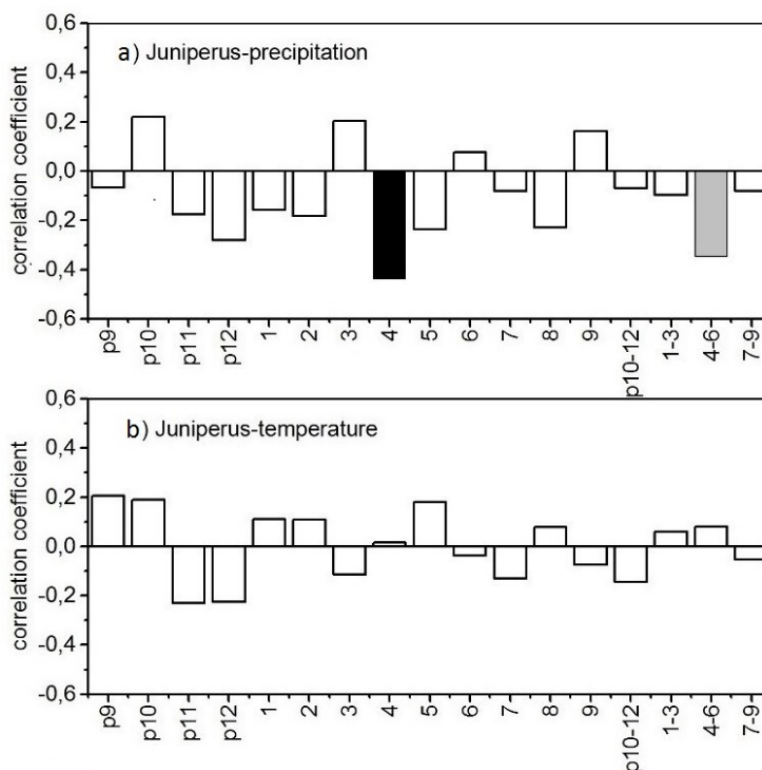 0,6
a) Juniperus-precipitation
0,4
0,2
0,0
-0,2
-0,4
-0,6
correlation coefficient
p9 p10 p11 p12 1 2 3 4 5 6 7 8 9 p10-12 1-3 4-6 7-9
0,6
b) Juniperus-temperature
0,4
0,2
0,0
-0,2
-0,4
-0,6
correlation coefficient
p9 p10 p11 p12 1 2 3 4 5 6 7 8 9 p10-12 1-3 4-6 7-9